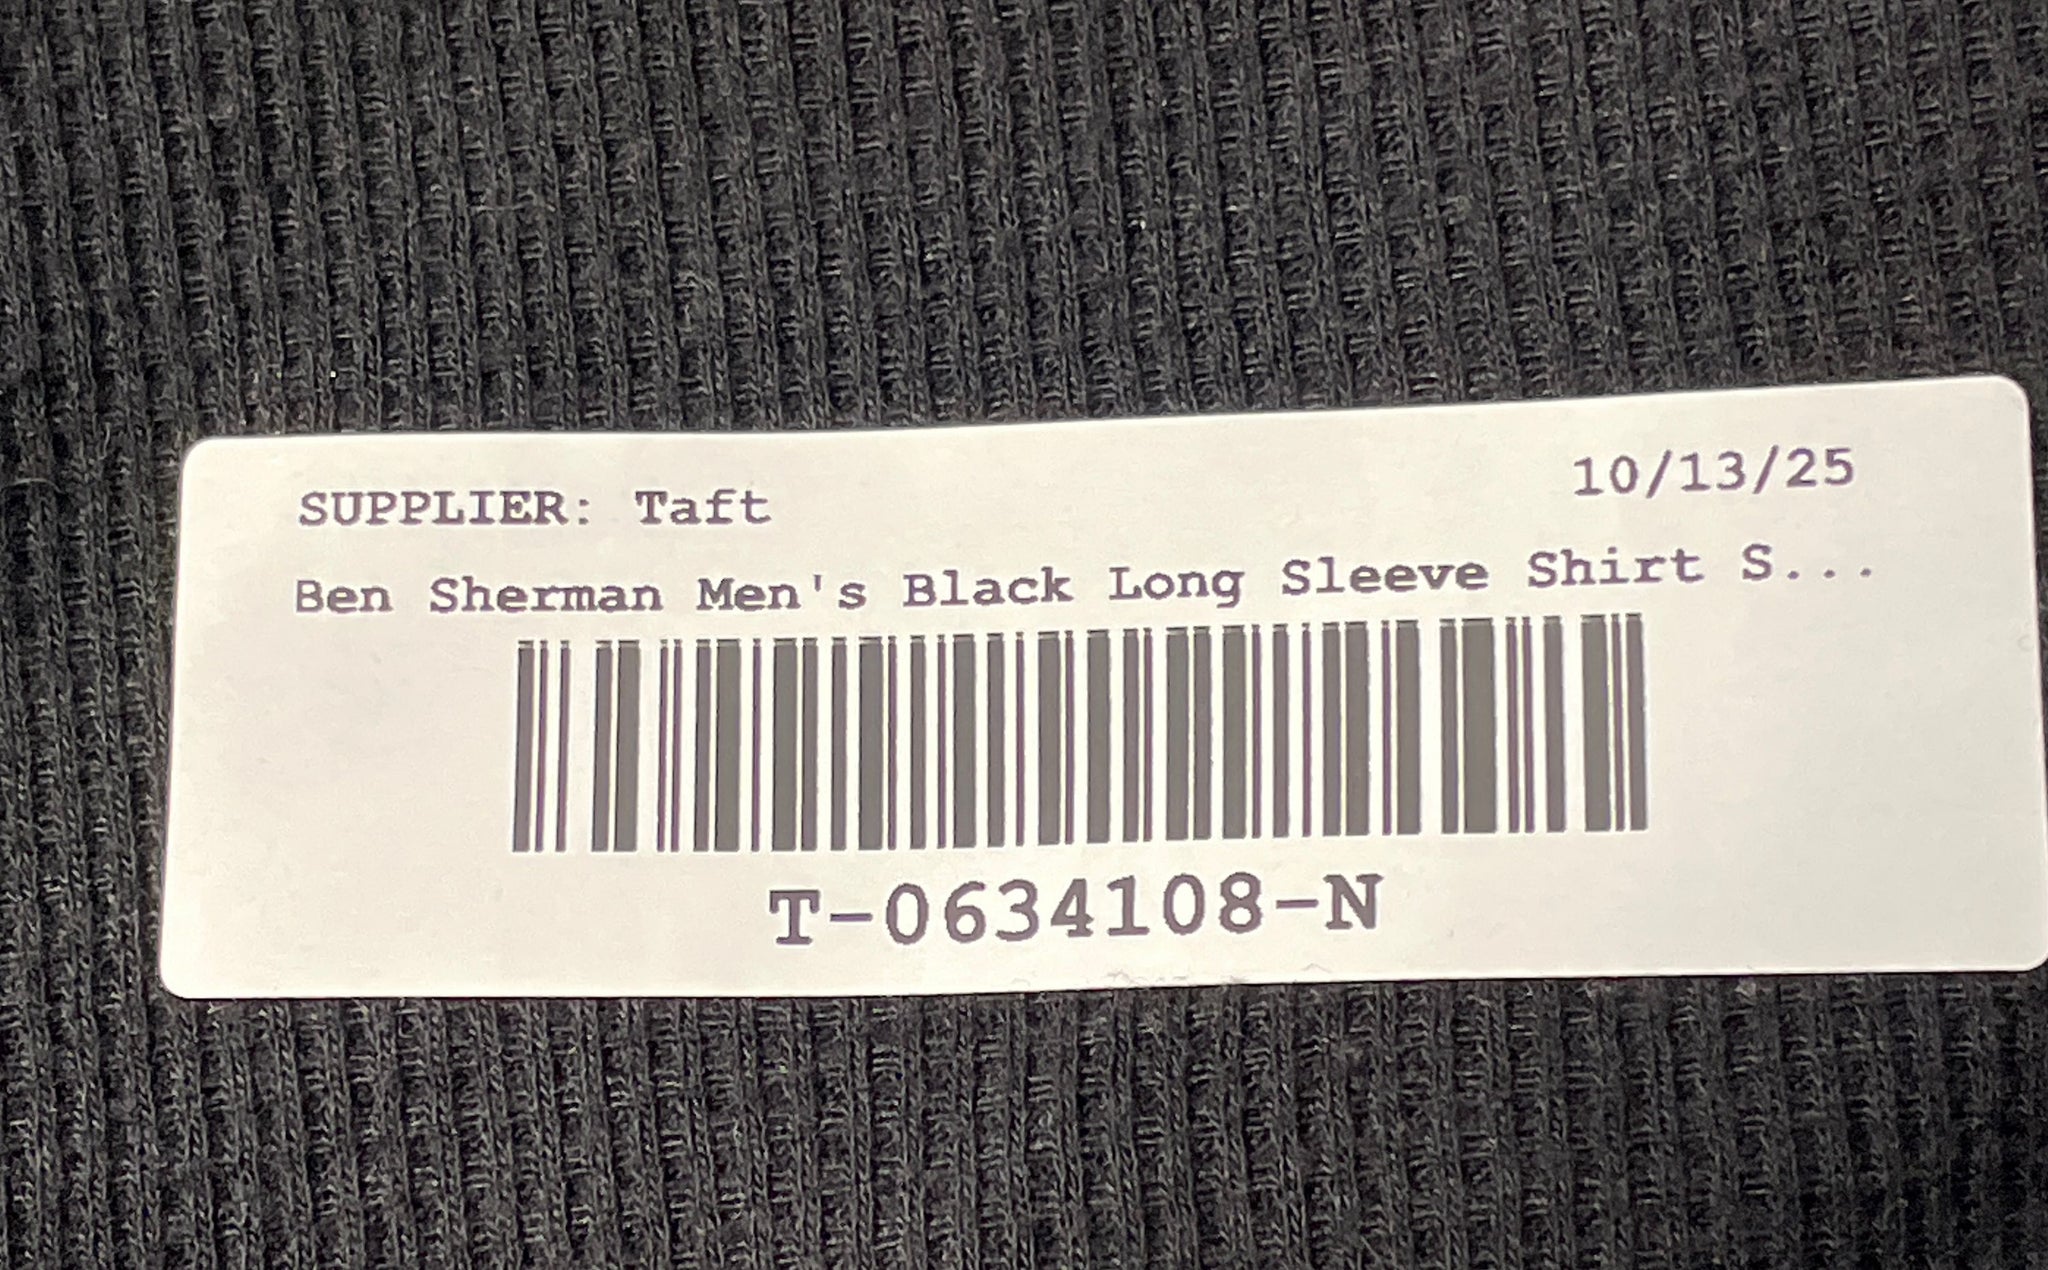 SUPPLIER: Taft 10/13/25
Ben Sherman Men's Black Long Sleeve Shirt S...
T-0634108-N